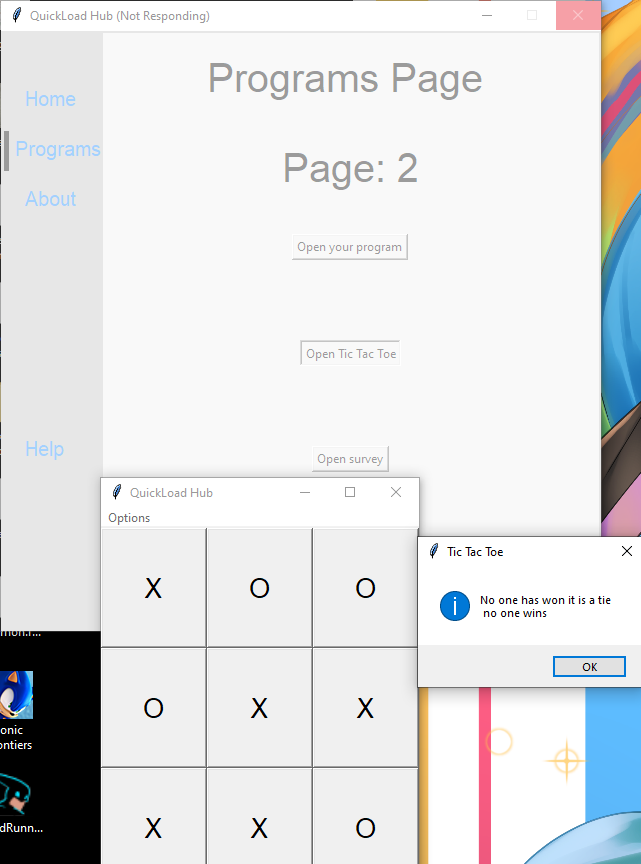 QuickLoad Hub (Not Responding)
Programs Page
Home
Programs
Page: 2
About
Open your program
Open Tic Tac Toe
Help
Open survey
QuickLoad Hub
Options
Tic Tac Toe
No one has won it is a tie
no one wins
OK
X O O
O X X
X X O
onic
ontiers
dRunn...